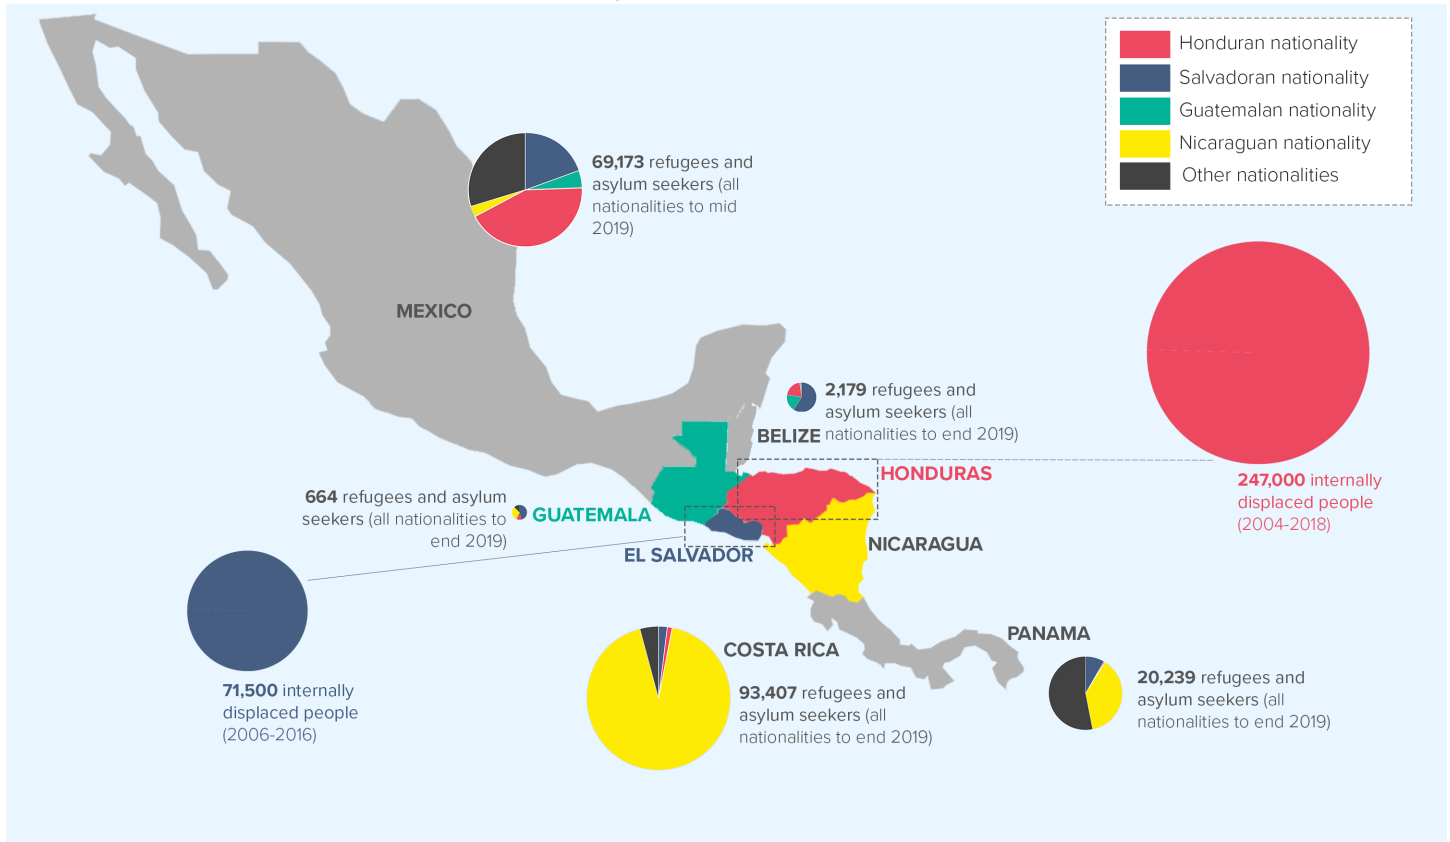 Honduran nationality
Salvadoran nationality
Guatemalan nationality
Nicaraguan nationality
Other nationalities
69,173 refugees and
asylum seekers (all
nationalities to mid
2019)
MEXICO
2,179 refugees and
asylum seekers (all
nationalities to end 2019)
BELIZE
HONDURAS
247,000 internally
displaced people
(2004-2018)
664 refugees and asylum
seekers (all nationalities to
end 2019)
GUATEMALA
EL SALVADOR
NICARAGUA
71,500 internally
displaced people
(2006-2016)
COSTA RICA
93,407 refugees and
asylum seekers (all
nationalities to end 2019)
PANAMA
20,239 refugees and
asylum seekers (all
nationalities to end 2019)